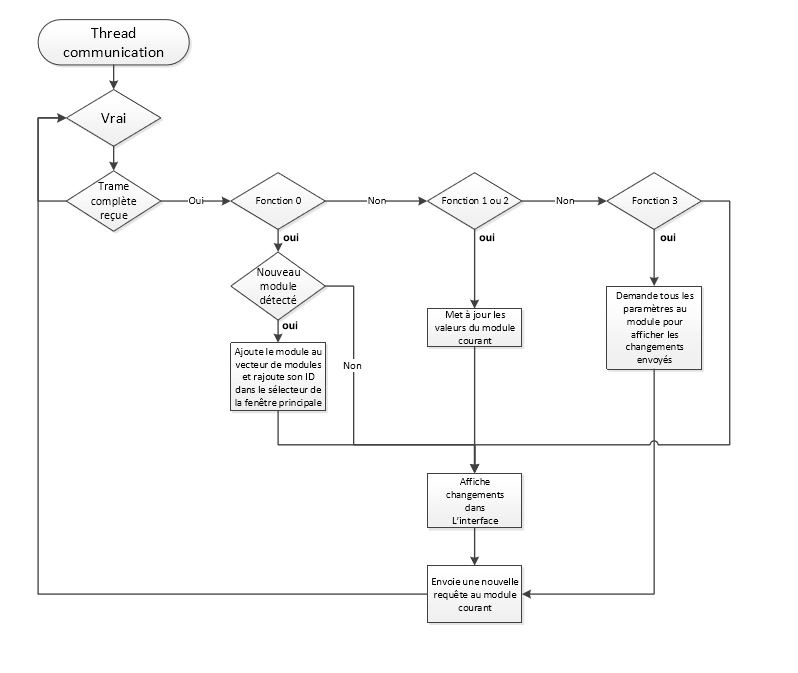 Thread
communication
Vrai
Trame
complète
reçue
Oui
Fonction 0
Non
Fonction 1 ou 2
Non
Fonction 3
oui
oui
oui
Nouveau
module
détecté
oui
Non
Ajoute le module au
vecteur de modules
et rajoute son ID
dans le sélecteur de
la fenêtre principale
Met à jour les
valeurs du module
courant
Demande tous les
paramètres au
module pour
afficher les
changements
envoyés
Affiche
changements
dans
L'interface
Envoie une nouvelle
requête au module
courant